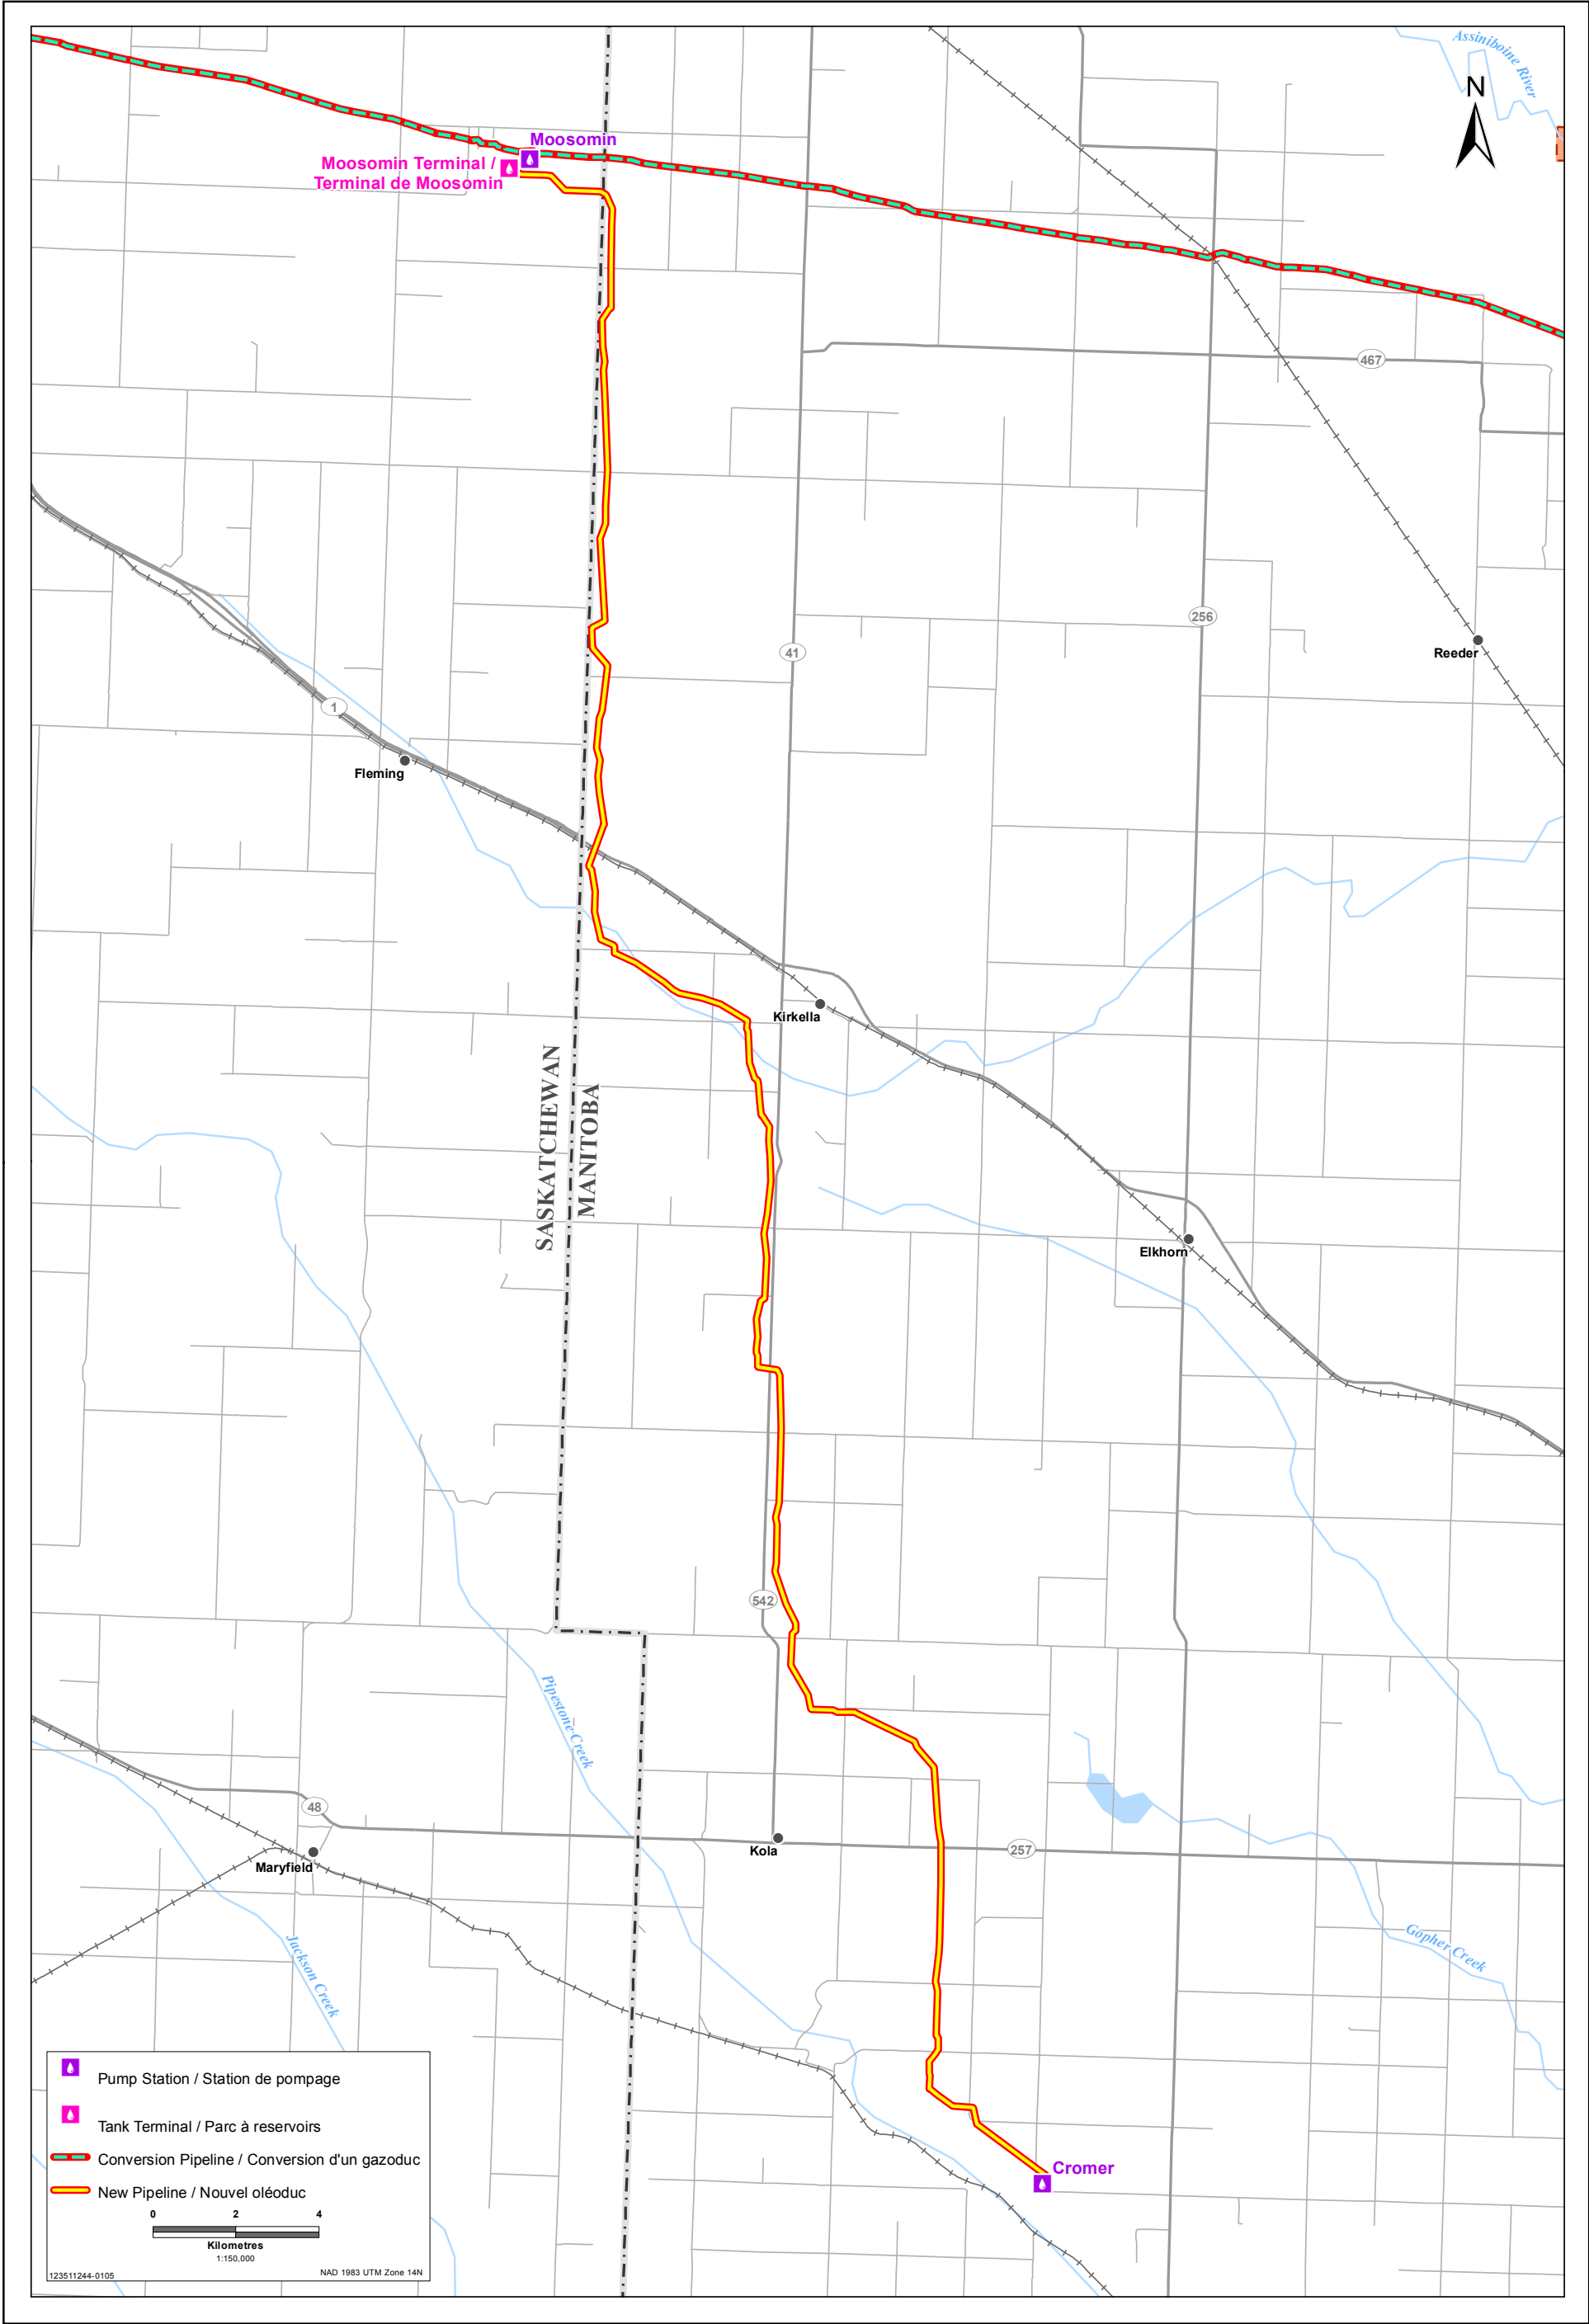 Assiniboine River
N
Moosomin
Moosomin Terminal /
Terminal de Moosomin
467
256
41
Reeder
1
Fleming
Kirkella
SASKATCHEWAN
MANITOBA
Elkhorn
542
Pipestone Creek
48
Kola
257
Maryfield
Gopher Creek
Jackson Creek
Cromer
Pump Station / Station de pompage
Tank Terminal / Parc à reservoirs
Conversion Pipeline / Conversion d'un gazoduc
New Pipeline / Nouvel oléoduc
0 2 4
Kilometres
1:150,000
123511244-0105 NAD 1983 UTM Zone 14N